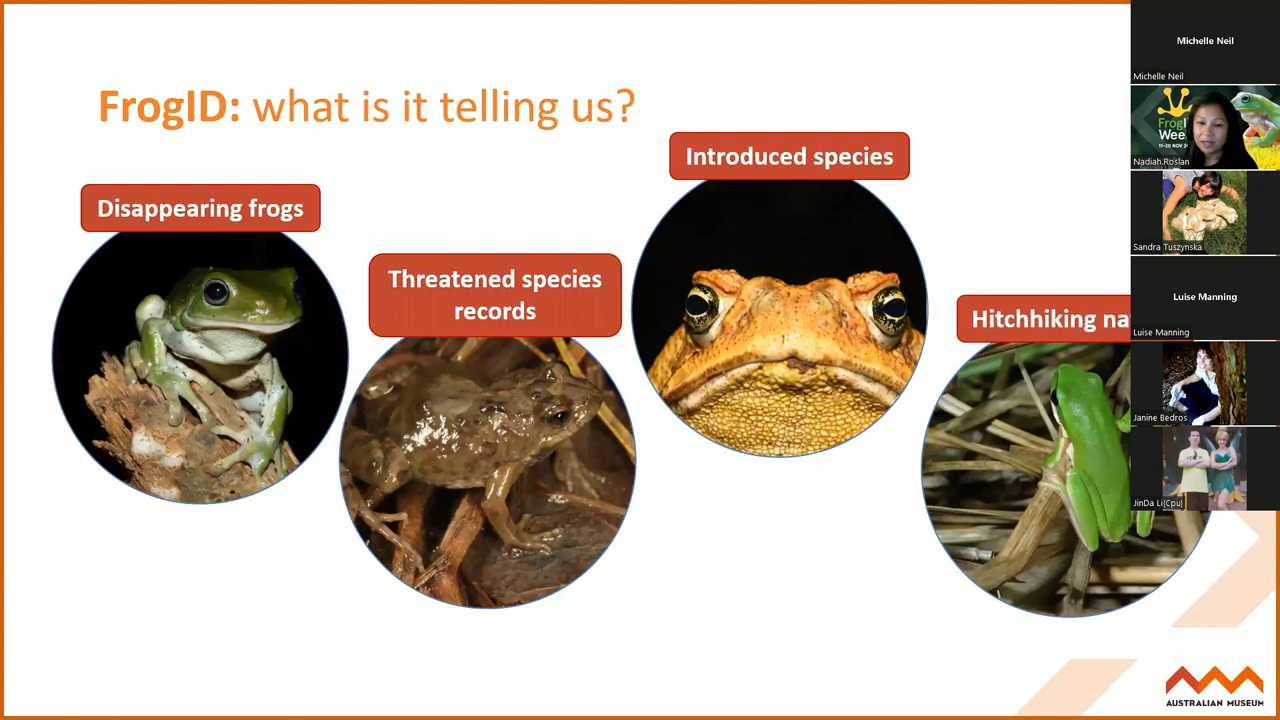 FrogID: what is it telling us?
Disappearing frogs
Threatened species
records
Introduced species
Hitchhiking na
Michelle Neil
Michelle Neil
Nadiah.Roslan
Sandra Tuszynska
Luise Manning
Luise Manning
Janine Bedros
JinDa Li(Cpu)
AUSTRALIAN MUSEUM